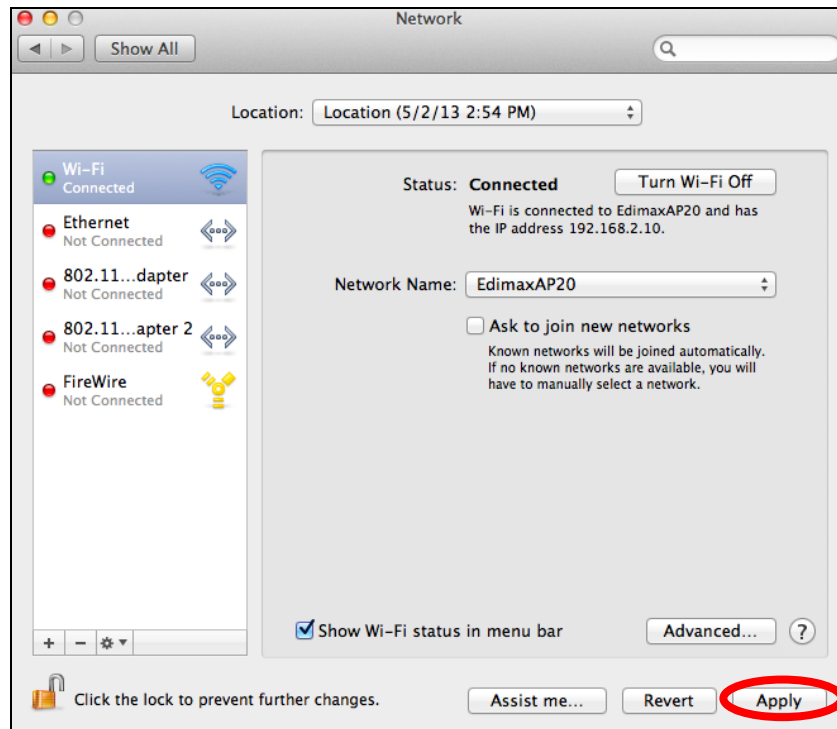 Network
Show All
Location: Location (5/2/13 2:54 PM)
Wi-Fi
Connected
Ethernet
Not Connected
802.11...dapter
Not Connected
802.11...apter 2
Not Connected
FireWire
Not Connected
Status: Connected
Turn Wi-Fi Off
Wi-Fi is connected to EdimaxAP20 and has
the IP address 192.168.2.10.
Network Name: EdimaxAP20
Ask to join new networks
Known networks will be joined automatically.
If no known networks are available, you will
have to manually select a network.
+ −
Show Wi-Fi status in menu bar
Advanced... ?
Click the lock to prevent further changes.
Assist me... Revert Apply